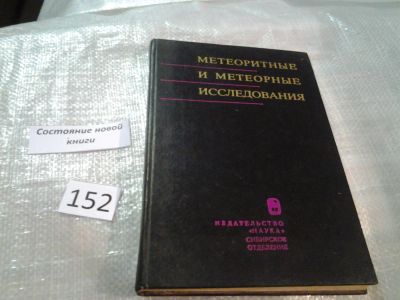 МЕТЕОРИТНЫЕ
И МЕТЕОРНЫЕ
ИССЛЕДОВАНИЯ
Состояние новой
книги
152
ИЗДАТЕЛЬСТВО
«НАУКА»
СИБИРСКОЕ
ОТДЕЛЕНИЕ